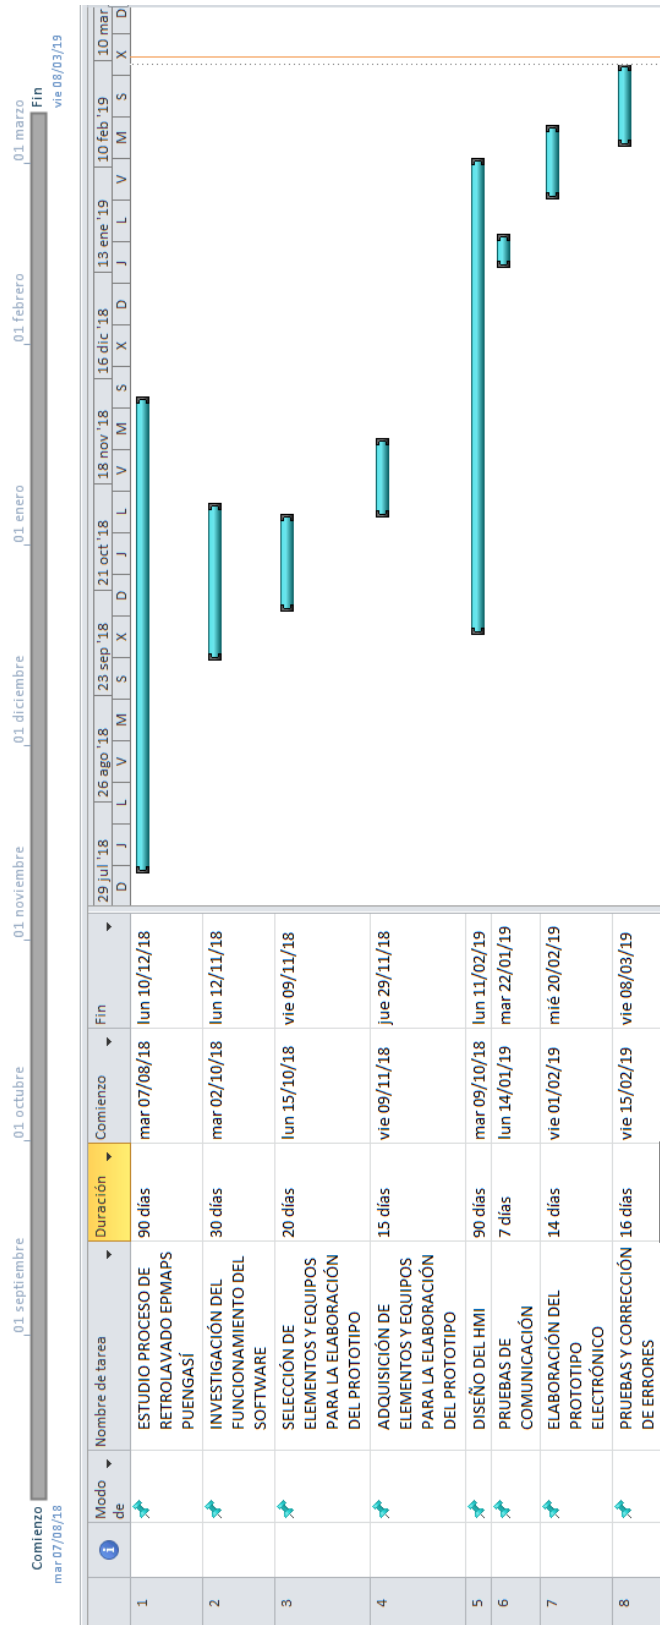 01 septiembre 01 octubre 01 noviembre 01 diciembre 01 enero 01 febrero 01 marzo
Comienzo Fin
mar 07/08/18 vie 08/03/19
Modo de Nombre de tarea Duración Comienzo Fin
29 jul '18 26 ago '18 23 sep '18 21 oct '18 18 nov '18 16 dic '18 13 ene '19 10 feb '19 10 mar
D J L V M S X D J L V M S X D J L V M S X D
1 ESTUDIO PROCESO DE 90 días mar 07/08/18 lun 10/12/18
RETROLAVADO EPMAPS
PUENGASÍ
2 INVESTIGACIÓN DEL 30 días mar 02/10/18 lun 12/11/18
FUNCIONAMIENTO DEL
SOFTWARE
3 SELECCIÓN DE 20 días lun 15/10/18 vie 09/11/18
ELEMENTOS Y EQUIPOS
PARA LA ELABORACIÓN
DEL PROTOTIPO
4 ADQUISICIÓN DE 15 días vie 09/11/18 jue 29/11/18
ELEMENTOS Y EQUIPOS
PARA LA ELABORACIÓN
DEL PROTOTIPO
5 DISEÑO DEL HMI 90 días mar 09/10/18 lun 11/02/19
6 PRUEBAS DE 7 días lun 14/01/19 mar 22/01/19
COMUNICACIÓN
7 ELABORACIÓN DEL 14 días vie 01/02/19 mié 20/02/19
PROTOTIPO
ELECTRÓNICO
8 PRUEBAS Y CORRECCIÓN 16 días vie 15/02/19 vie 08/03/19
DE ERRORES